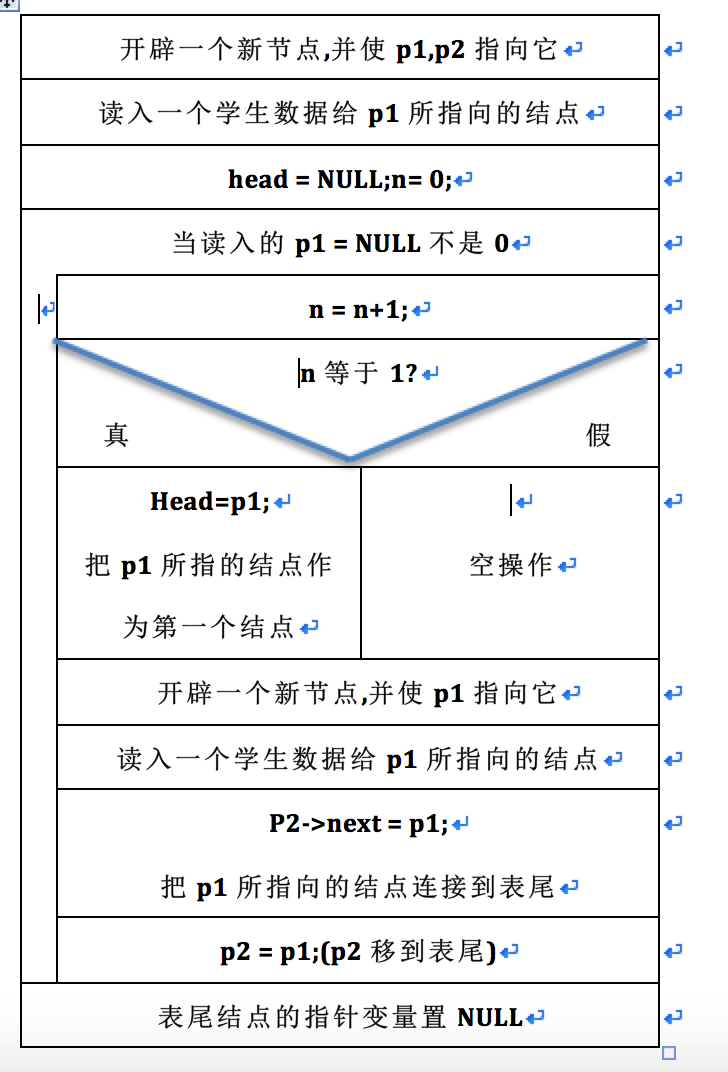 开辟一个新节点,并使 p1,p2 指向它
读入一个学生数据给 p1 所指向的结点
head = NULL;n= 0;
当读入的 p1 = NULL 不是 0
n = n+1;
n 等于 1?
真 假
Head=p1;
把 p1 所指的结点作
为第一个结点
空操作
开辟一个新节点,并使 p1 指向它
读入一个学生数据给 p1 所指向的结点
P2->next = p1;
把 p1 所指向的结点连接到表尾
p2 = p1;(p2 移到表尾)
表尾结点的指针变量置 NULL